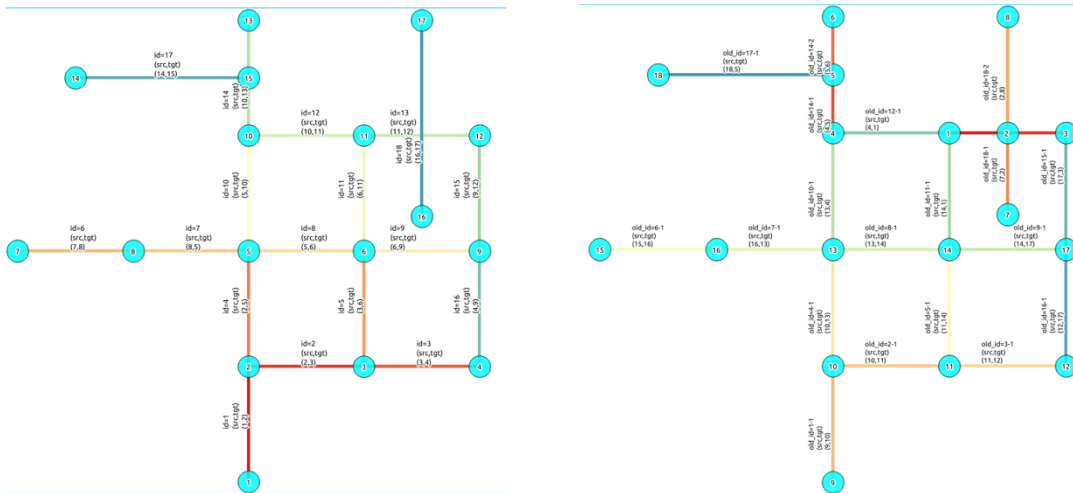 13
17
id=17
(src,tgt)
(14,15)
14
15
id=14
(src,tgt)
(10,13)
id=12
(src,tgt)
(10,11)
id=13
(src,tgt)
(11,12)
10
11
12
id=18
(src,tgt)
(16,17)
id=10
(src,tgt)
(5,10)
id=11
(src,tgt)
(6,11)
id=15
(src,tgt)
(9,12)
16
id=6
(src,tgt)
(7,8)
id=7
(src,tgt)
(8,5)
id=8
(src,tgt)
(5,6)
id=9
(src,tgt)
(6,9)
7
8
5
6
9
id=4
(src,tgt)
(2,5)
id=5
(src,tgt)
(3,6)
id=16
(src,tgt)
(4,9)
id=2
(src,tgt)
(2,3)
id=3
(src,tgt)
(3,4)
2
3
4
id=1
(src,tgt)
(1,2)
1
6
8
old_id=17-1
(src,tgt)
(18,5)
old_id=14-2
(src,tgt)
(5,6)
18
5
old_id=18-2
(src,tgt)
(2,8)
old_id=14-1
(src,tgt)
(4,5)
old_id=12-1
(src,tgt)
(4,1)
4
1
2
3
old_id=10-1
(src,tgt)
(13,4)
old_id=11-1
(src,tgt)
(14,1)
old_id=18-1
(src,tgt)
(7,2)
old_id=15-1
(src,tgt)
(17,3)
7
old_id=6-1
(src,tgt)
(15,16)
old_id=7-1
(src,tgt)
(16,13)
old_id=8-1
(src,tgt)
(13,14)
old_id=9-1
(src,tgt)
(14,17)
15
16
13
14
17
old_id=4-1
(src,tgt)
(10,13)
old_id=5-1
(src,tgt)
(11,14)
old_id=16-1
(src,tgt)
(12,17)
old_id=2-1
(src,tgt)
(10,11)
old_id=3-1
(src,tgt)
(11,12)
10
11
12
old_id=1-1
(src,tgt)
(9,10)
9